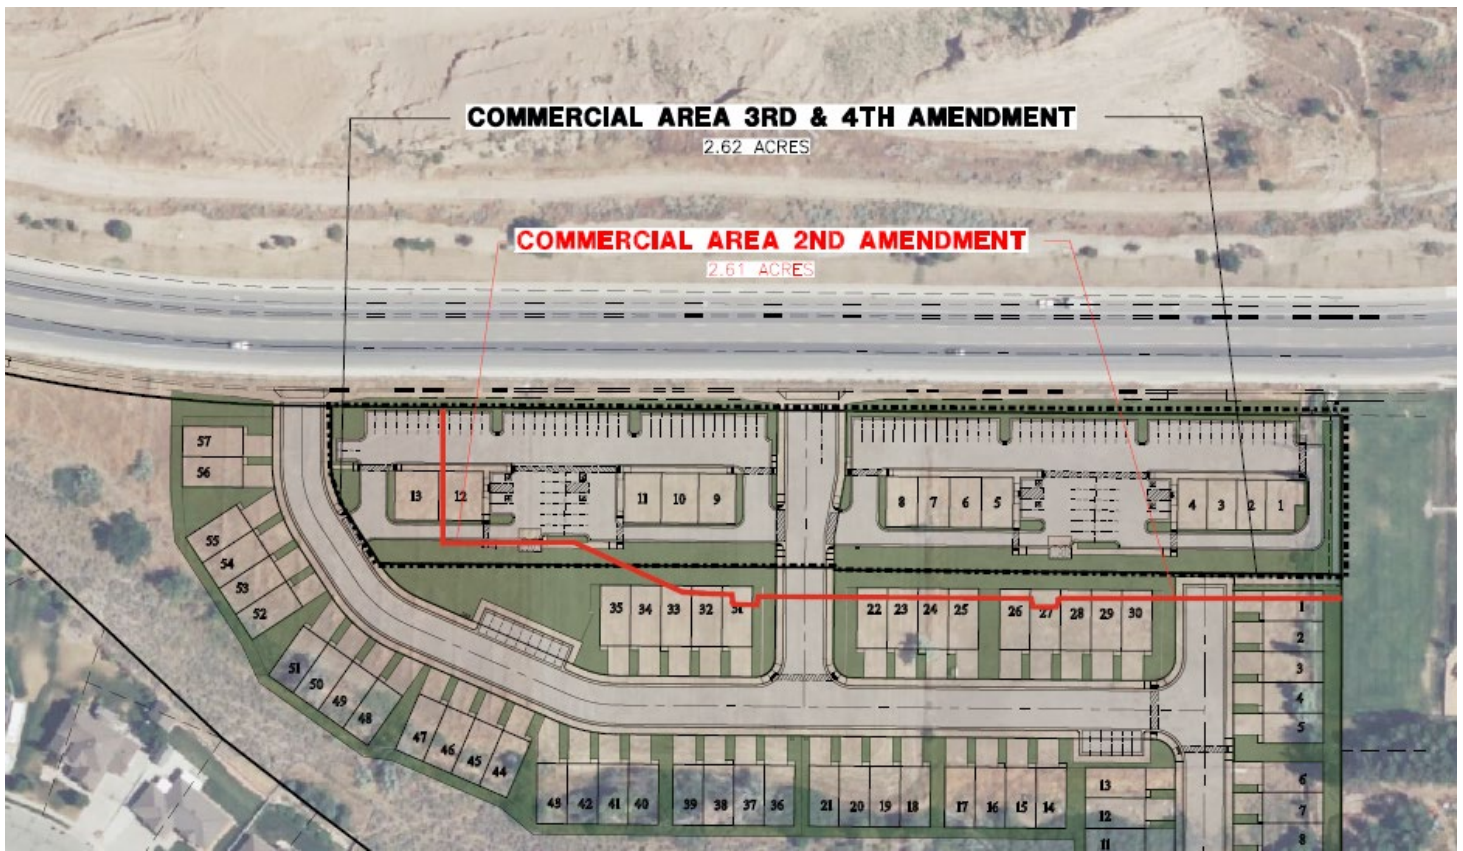 COMMERCIAL AREA 3RD & 4TH AMENDMENT
2.62 ACRES
COMMERCIAL AREA 2ND AMENDMENT
2.61 ACRES
57
56
13 12
11 10 9
8 7 6 5
4 3 2 1
55
54
53
52
35 34 33 32 31
22 23 24 25
26 27 28 29 30
1
2
3
4
5
51
50
49
48
47
46
45
44
43 42 41 40
39 38 37 36
21 20 19 18
17 16 15 14
13
12
11
6
7
8